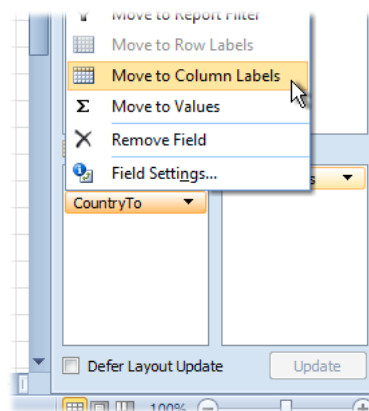 Move to Report Filter
Move to Row Labels
Move to Column Labels
Σ Move to Values
Remove Field
Field Settings...
CountryTo
Defer Layout Update
Update
100%